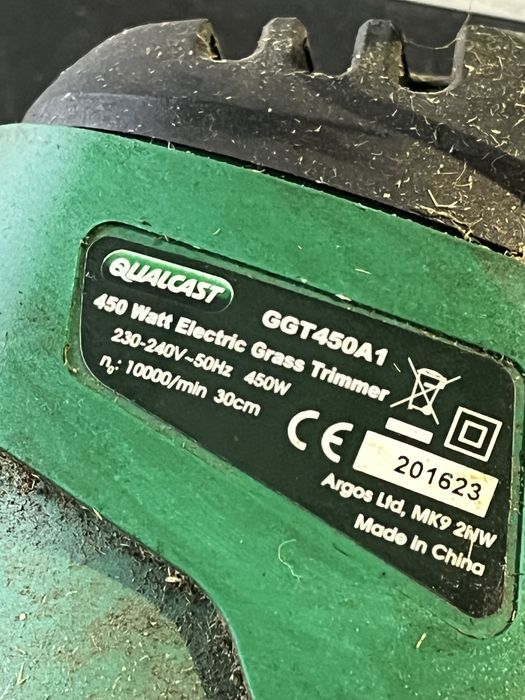 QUALCAST
GGT450A1
450 Watt Electric Grass Trimmer
230-240V~50Hz 450W
n₀: 10000/min 30cm
CE
201623
Argos Ltd, MK9 2NW
Made in China